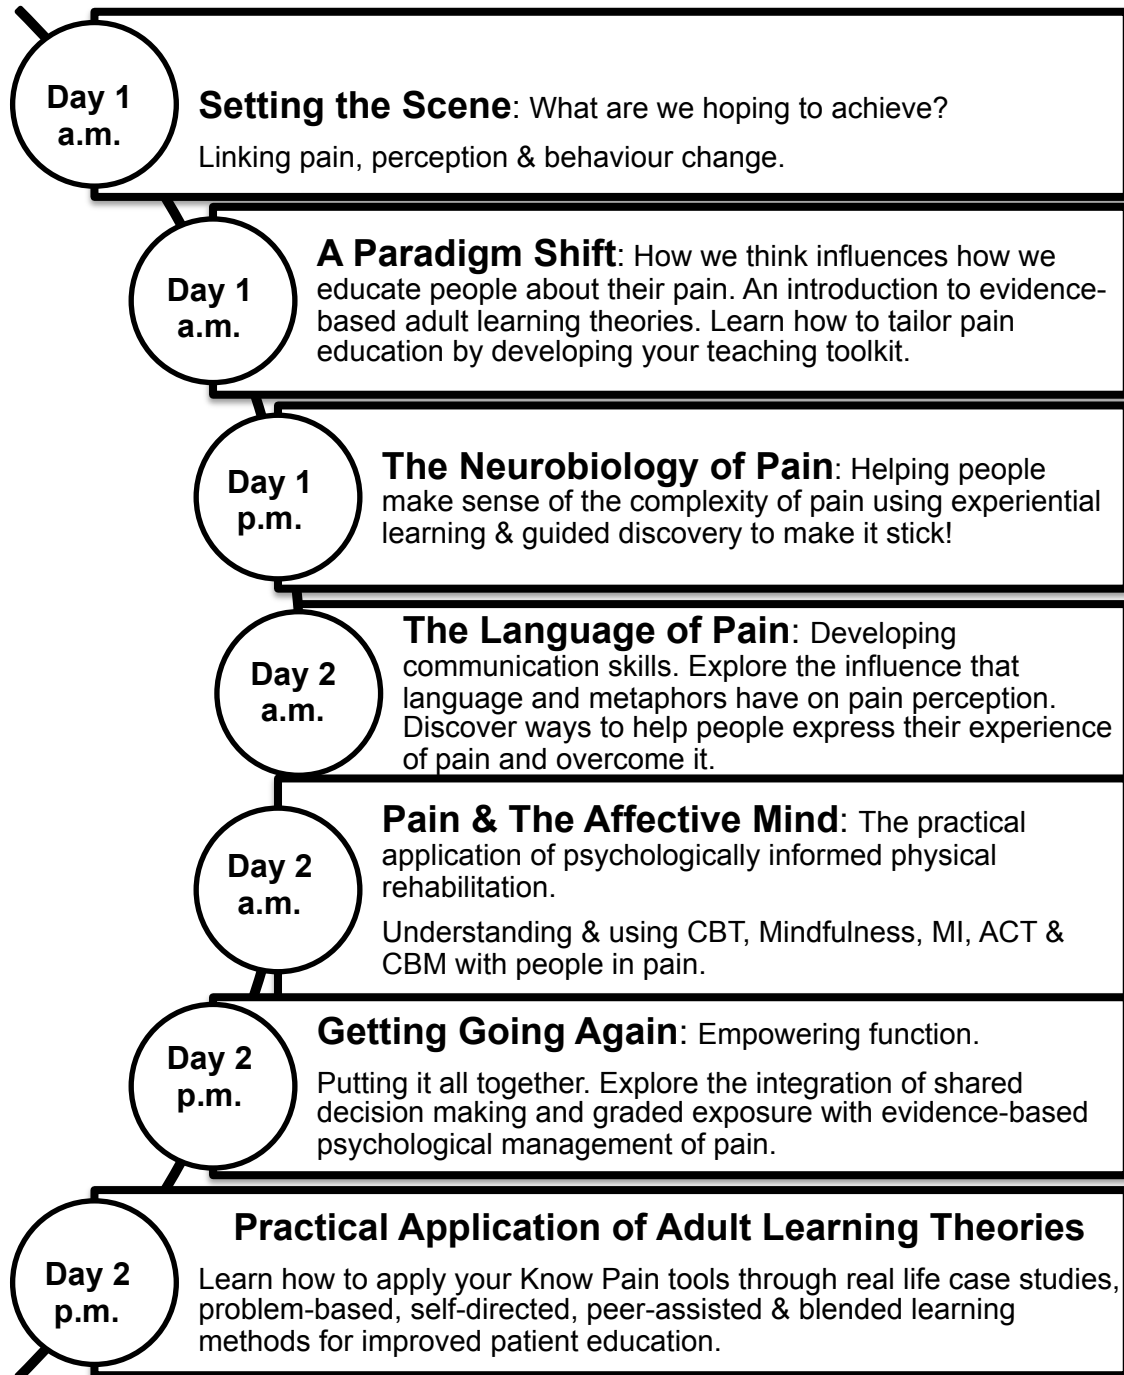 Day 1
a.m.
Setting the Scene: What are we hoping to achieve?
Linking pain, perception & behaviour change.
Day 1
a.m.
A Paradigm Shift: How we think influences how we
educate people about their pain. An introduction to evidence-
based adult learning theories. Learn how to tailor pain
education by developing your teaching toolkit.
Day 1
p.m.
The Neurobiology of Pain: Helping people
make sense of the complexity of pain using experiential
learning & guided discovery to make it stick!
Day 2
a.m.
The Language of Pain: Developing
communication skills. Explore the influence that
language and metaphors have on pain perception.
Discover ways to help people express their experience
of pain and overcome it.
Day 2
a.m.
Pain & The Affective Mind: The practical
application of psychologically informed physical
rehabilitation.
Understanding & using CBT, Mindfulness, MI, ACT &
CBM with people in pain.
Day 2
p.m.
Getting Going Again: Empowering function.
Putting it all together. Explore the integration of shared
decision making and graded exposure with evidence-based
psychological management of pain.
Day 2
p.m.
Practical Application of Adult Learning Theories
Learn how to apply your Know Pain tools through real life case studies,
problem-based, self-directed, peer-assisted & blended learning
methods for improved patient education.